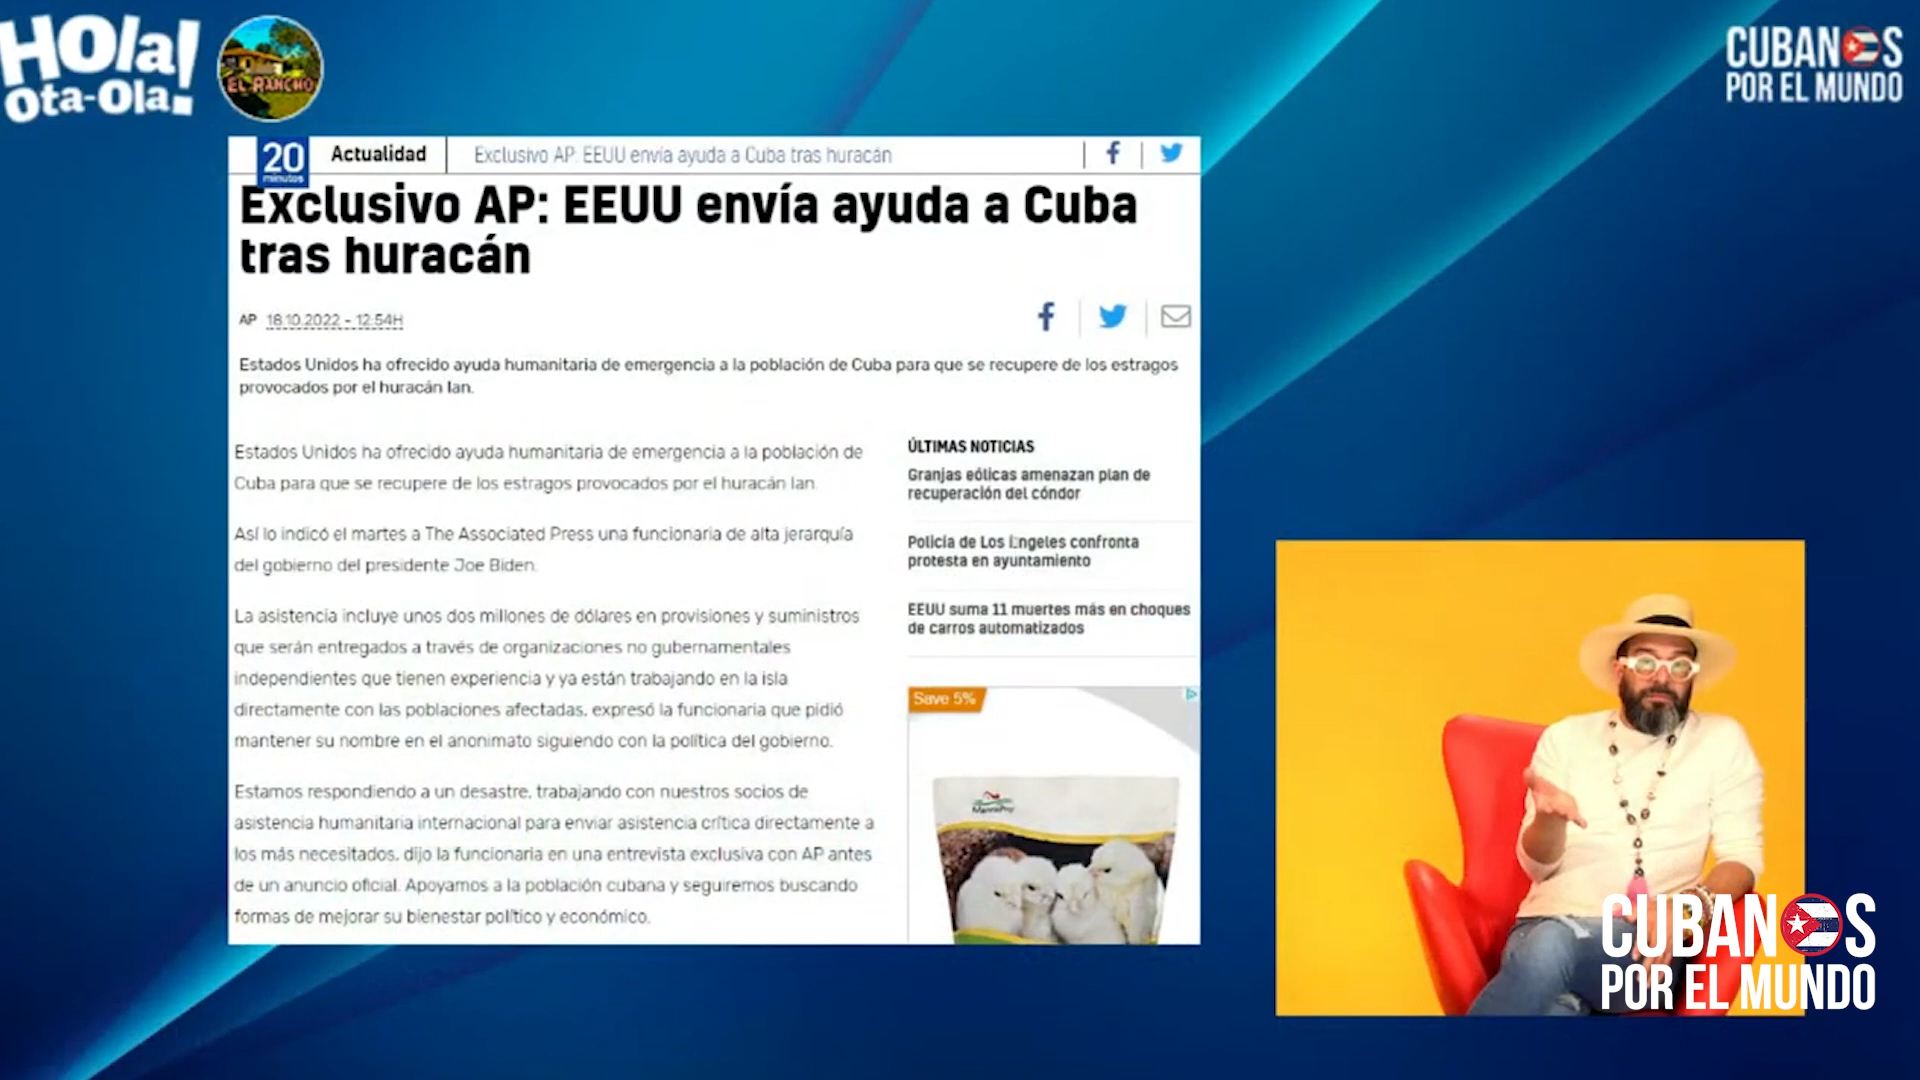 HOla!
Ota-Ola!
EL RANCHO
CUBANOS
POR EL MUNDO
20
minutos
Actualidad
Exclusivo AP: EEUU envía ayuda a Cuba tras huracán
Exclusivo AP: EEUU envía ayuda a Cuba
tras huracán
AP 18.10.2022 - 12:54H
Estados Unidos ha ofrecido ayuda humanitaria de emergencia a la población de Cuba para que se recupere de los estragos
provocados por el huracán Ian.
Estados Unidos ha ofrecido ayuda humanitaria de emergencia a la población de
Cuba para que se recupere de los estragos provocados por el huracán Ian.
Así lo indicó el martes a The Associated Press una funcionaria de alta jerarquía
del gobierno del presidente Joe Biden.
La asistencia incluye unos dos millones de dólares en provisiones y suministros
que serán entregados a través de organizaciones no gubernamentales
independientes que tienen experiencia y ya están trabajando en la isla
directamente con las poblaciones afectadas, expresó la funcionaria que pidió
mantener su nombre en el anonimato siguiendo con la política del gobierno.
Estamos respondiendo a un desastre, trabajando con nuestros socios de
asistencia humanitaria internacional para enviar asistencia crítica directamente a
los más necesitados, dijo la funcionaria en una entrevista exclusiva con AP antes
de un anuncio oficial. Apoyamos a la población cubana y seguiremos buscando
formas de mejorar su bienestar político y económico.
ÚLTIMAS NOTICIAS
Granjas eólicas amenazan plan de
recuperación del cóndor
Policía de Los Ángeles confronta
protesta en ayuntamiento
EEUU suma 11 muertes más en choques
de carros automatizados
Save 5%
MannaPro
CUBANOS
POR EL MUNDO